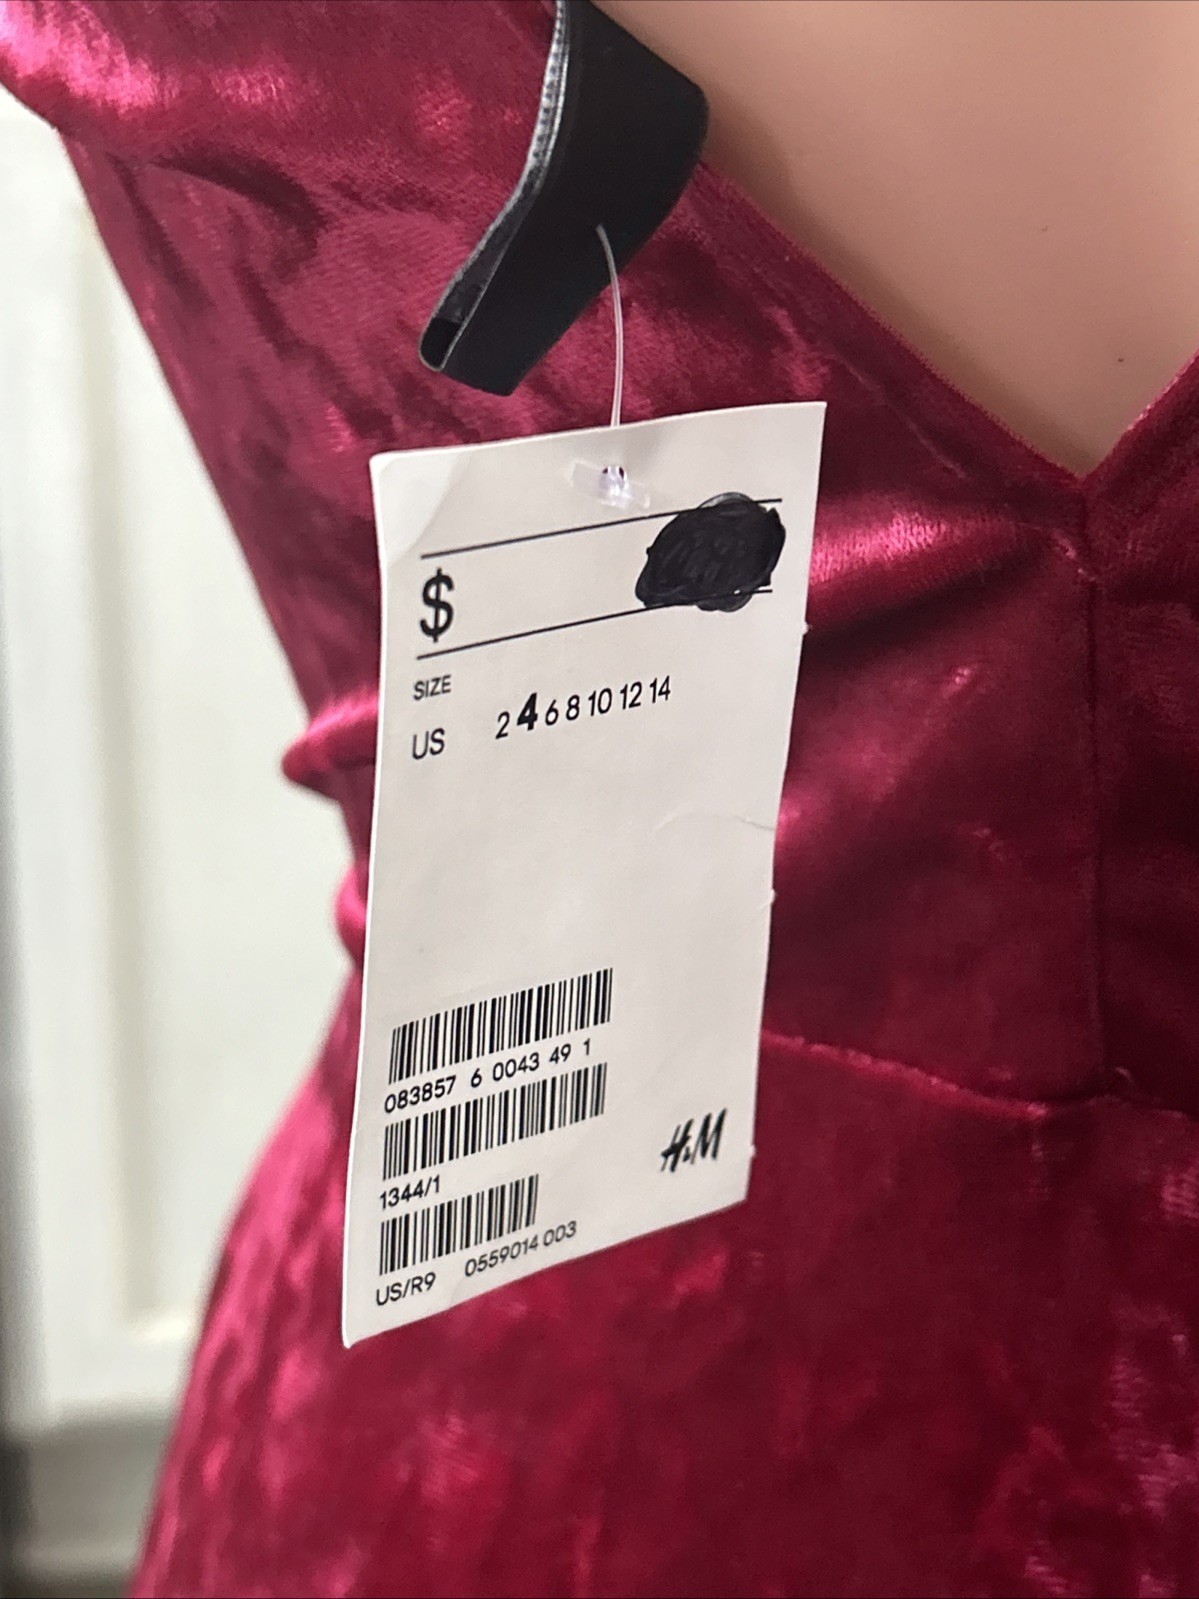 $
SIZE
US 2 4 6 8 10 12 14
083857 6 0043 49 1
1344/1
H&M
US/R9 0559014 003